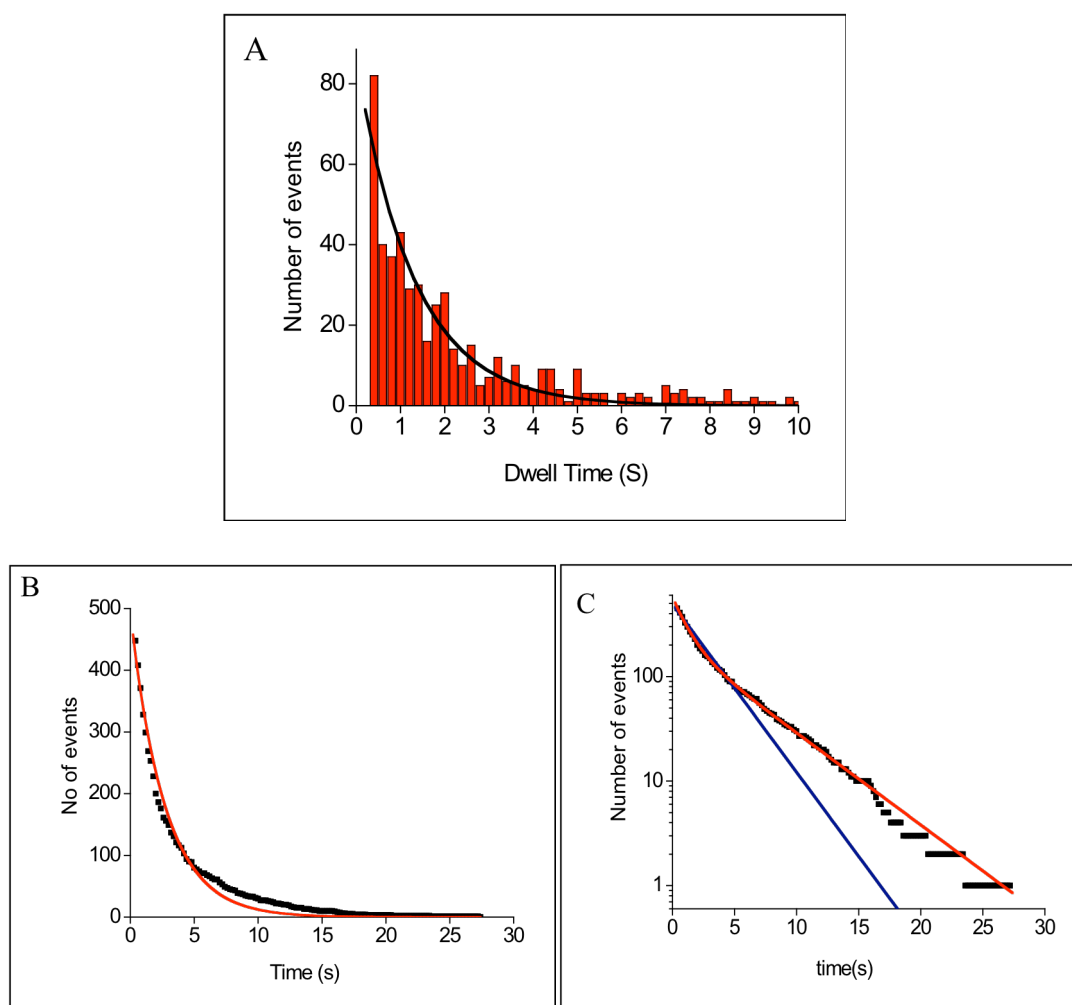 A
80
60
40
20
0
Number of events
0 1 2 3 4 5 6 7 8 9 10
Dwell Time (S)
B
500
400
300
200
100
0
No of events
0 5 10 15 20 25 30
Time (s)
C
100
10
1
Number of events
0 5 10 15 20 25 30
time(s)